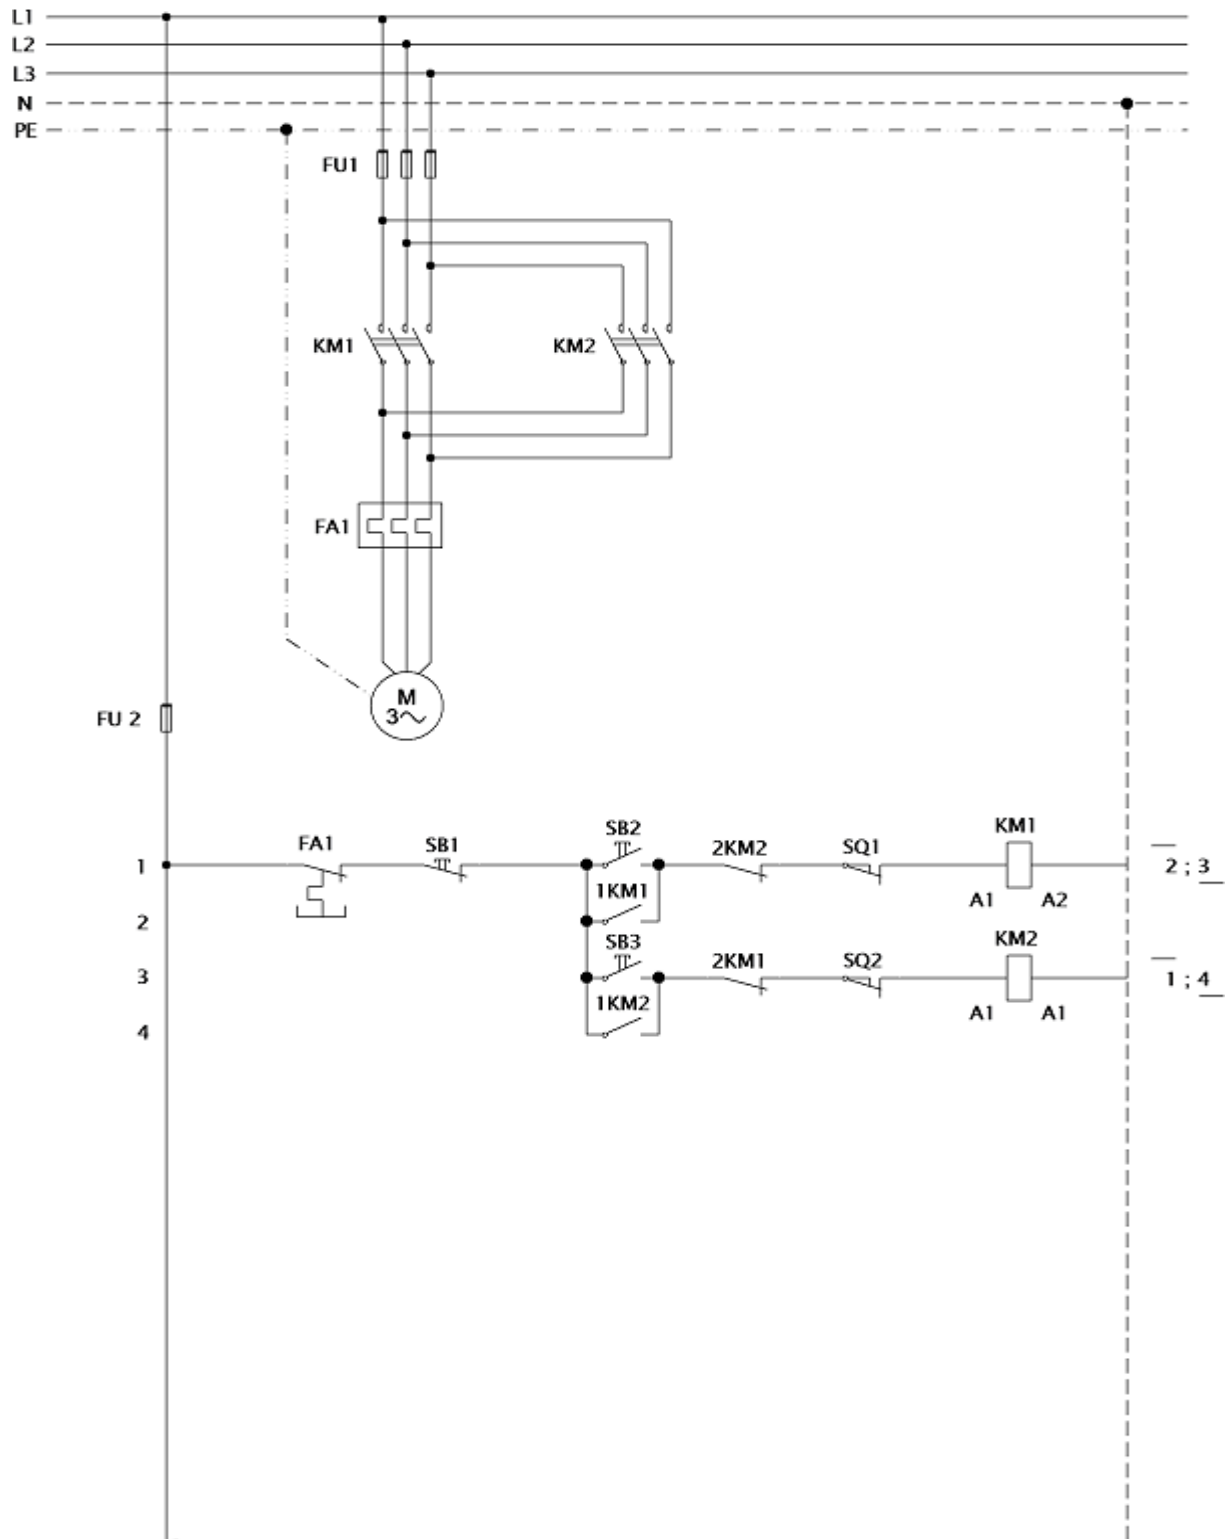 L1
L2
L3
N
PE
FU1
KM1 KM2
FA1
M
3~
FU 2
SB2 KM1
FA1 SB1 2KM2 SQ1
1 2 ; 3
1KM1 A1 A2
2
SB3 KM2
2KM1 SQ2
3 1 ; 4
1KM2 A1 A1
4